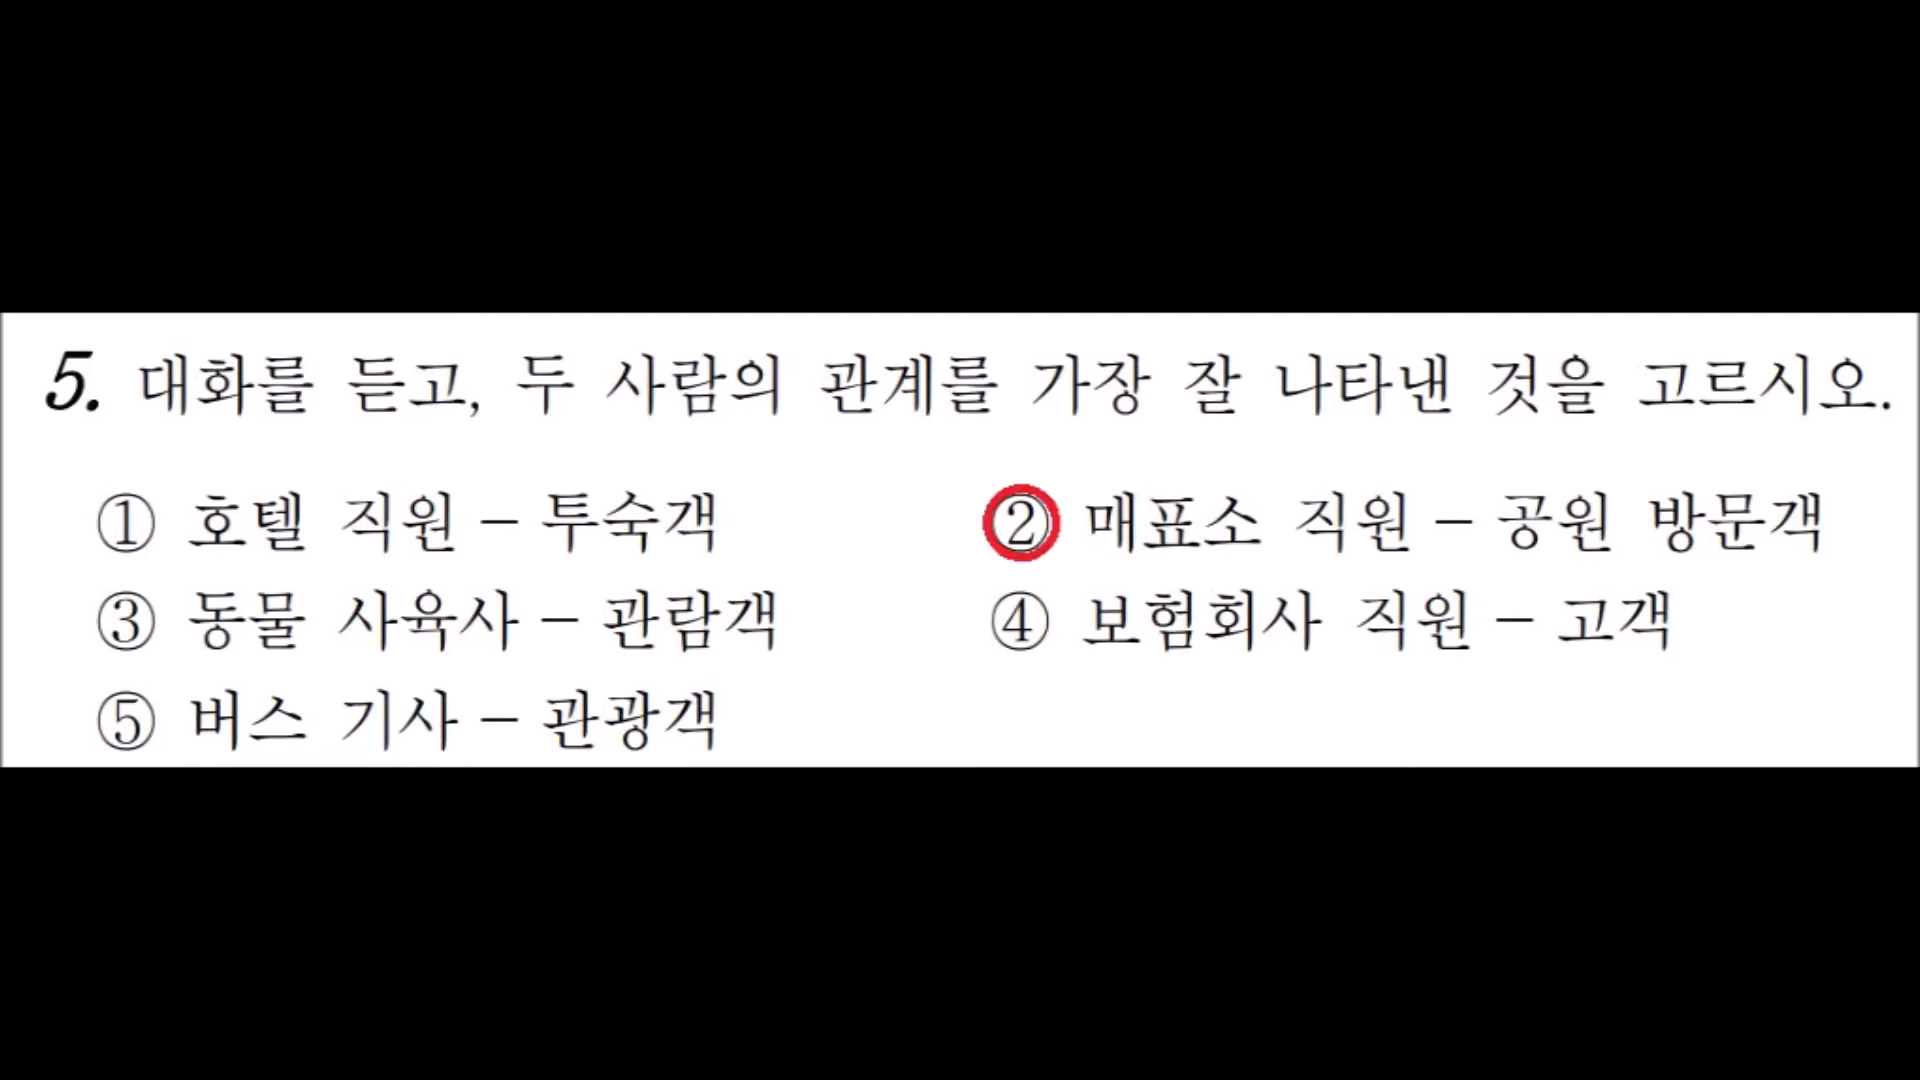 5. 대화를 듣고, 두 사람의 관계를 가장 잘 나타낸 것을 고르시오.
① 호텔 직원 – 투숙객 ② 매표소 직원 – 공원 방문객
③ 동물 사육사 – 관람객 ④ 보험회사 직원 – 고객
⑤ 버스 기사 – 관광객